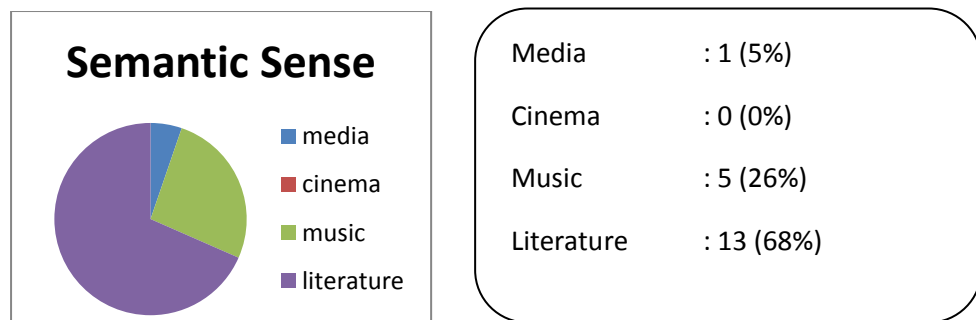 Semantic Sense
media
cinema
music
literature
Media : 1 (5%)
Cinema : 0 (0%)
Music : 5 (26%)
Literature : 13 (68%)